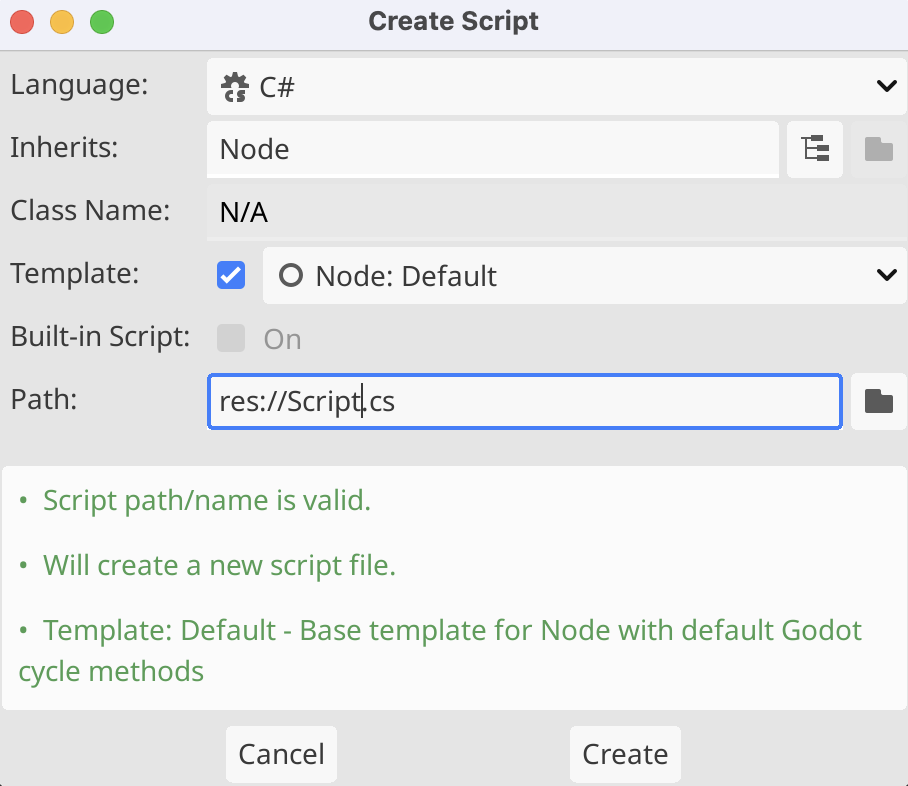 Create Script
Language: C#
Inherits: Node
Class Name: N/A
Template: Node: Default
Built-in Script: On
Path: res://Script.cs
• Script path/name is valid.
• Will create a new script file.
• Template: Default - Base template for Node with default Godot
cycle methods
Cancel Create